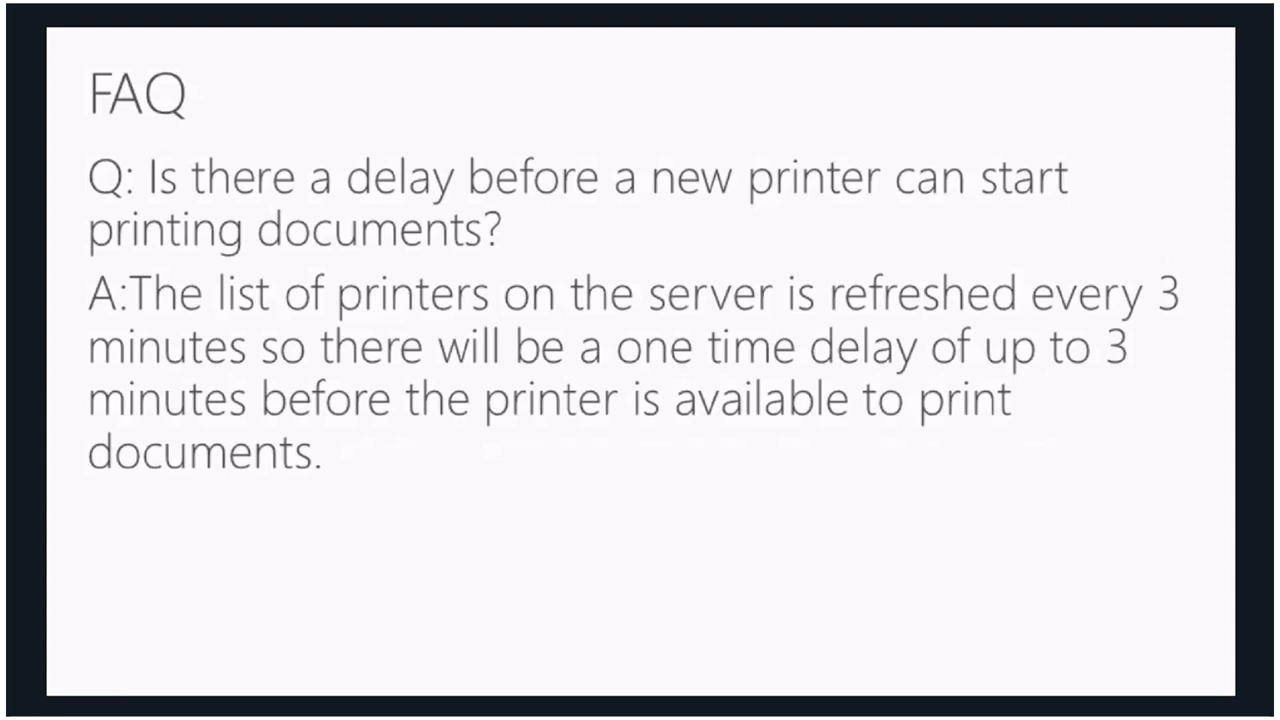 FAQ
Q: Is there a delay before a new printer can start
printing documents?
A:The list of printers on the server is refreshed every 3
minutes so there will be a one time delay of up to 3
minutes before the printer is available to print
documents.